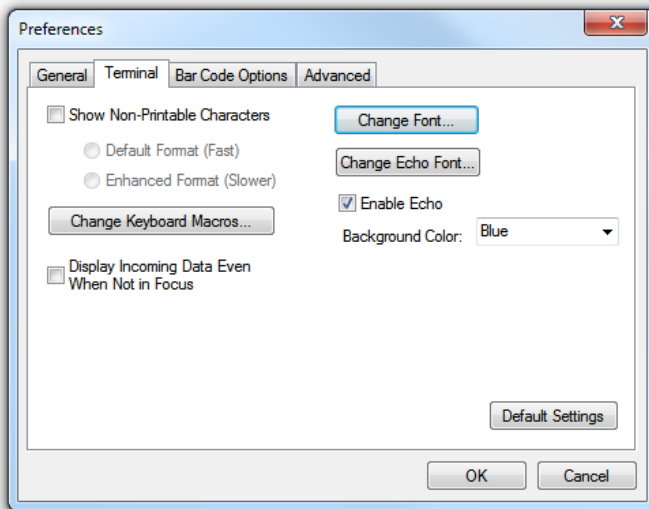 Preferences
General Terminal Bar Code Options Advanced
Show Non-Printable Characters
Default Format (Fast)
Enhanced Format (Slower)
Change Keyboard Macros...
Display Incoming Data Even
When Not in Focus
Change Font...
Change Echo Font...
Enable Echo
Background Color: Blue
Default Settings
OK Cancel